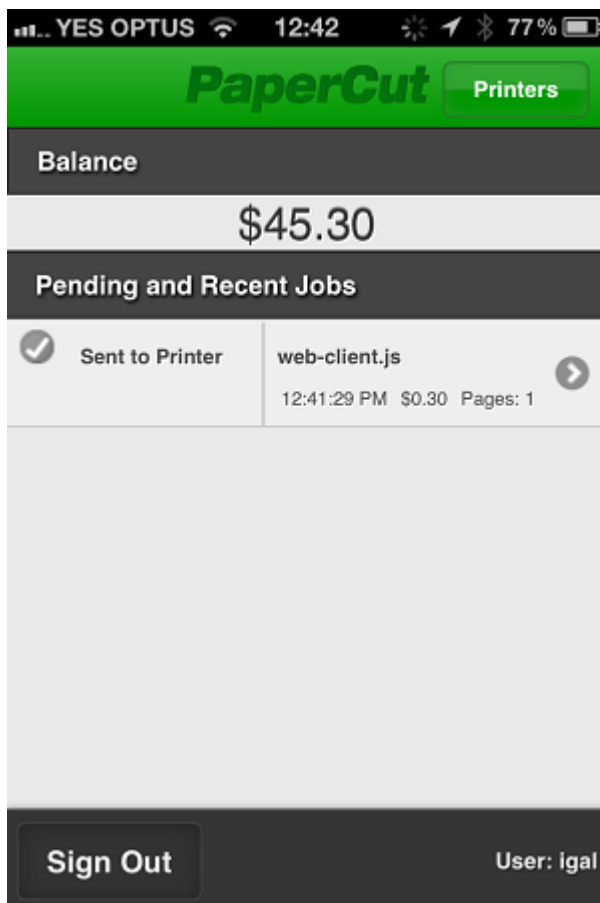 YES OPTUS 12:42 77%
PaperCut Printers
Balance
$45.30
Pending and Recent Jobs
Sent to Printer web-client.js
12:41:29 PM $0.30 Pages: 1
Sign Out User: igal